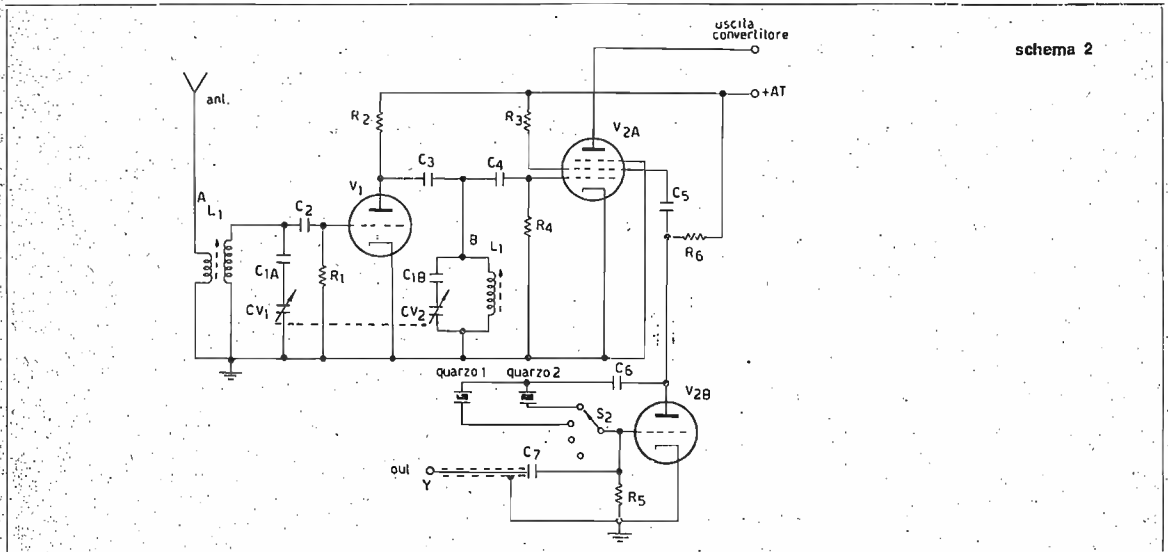 uscita
convertitore
schema 2
ant.
+AT
R2
R3
V2A
C3
C4
V1
A
L1
C2
C5
B
L1
R4
R6
C1A
R1
C1B
CV1
CV2
quarzo 1
quarzo 2
C6
V2B
S2
out
Y
C7
R5